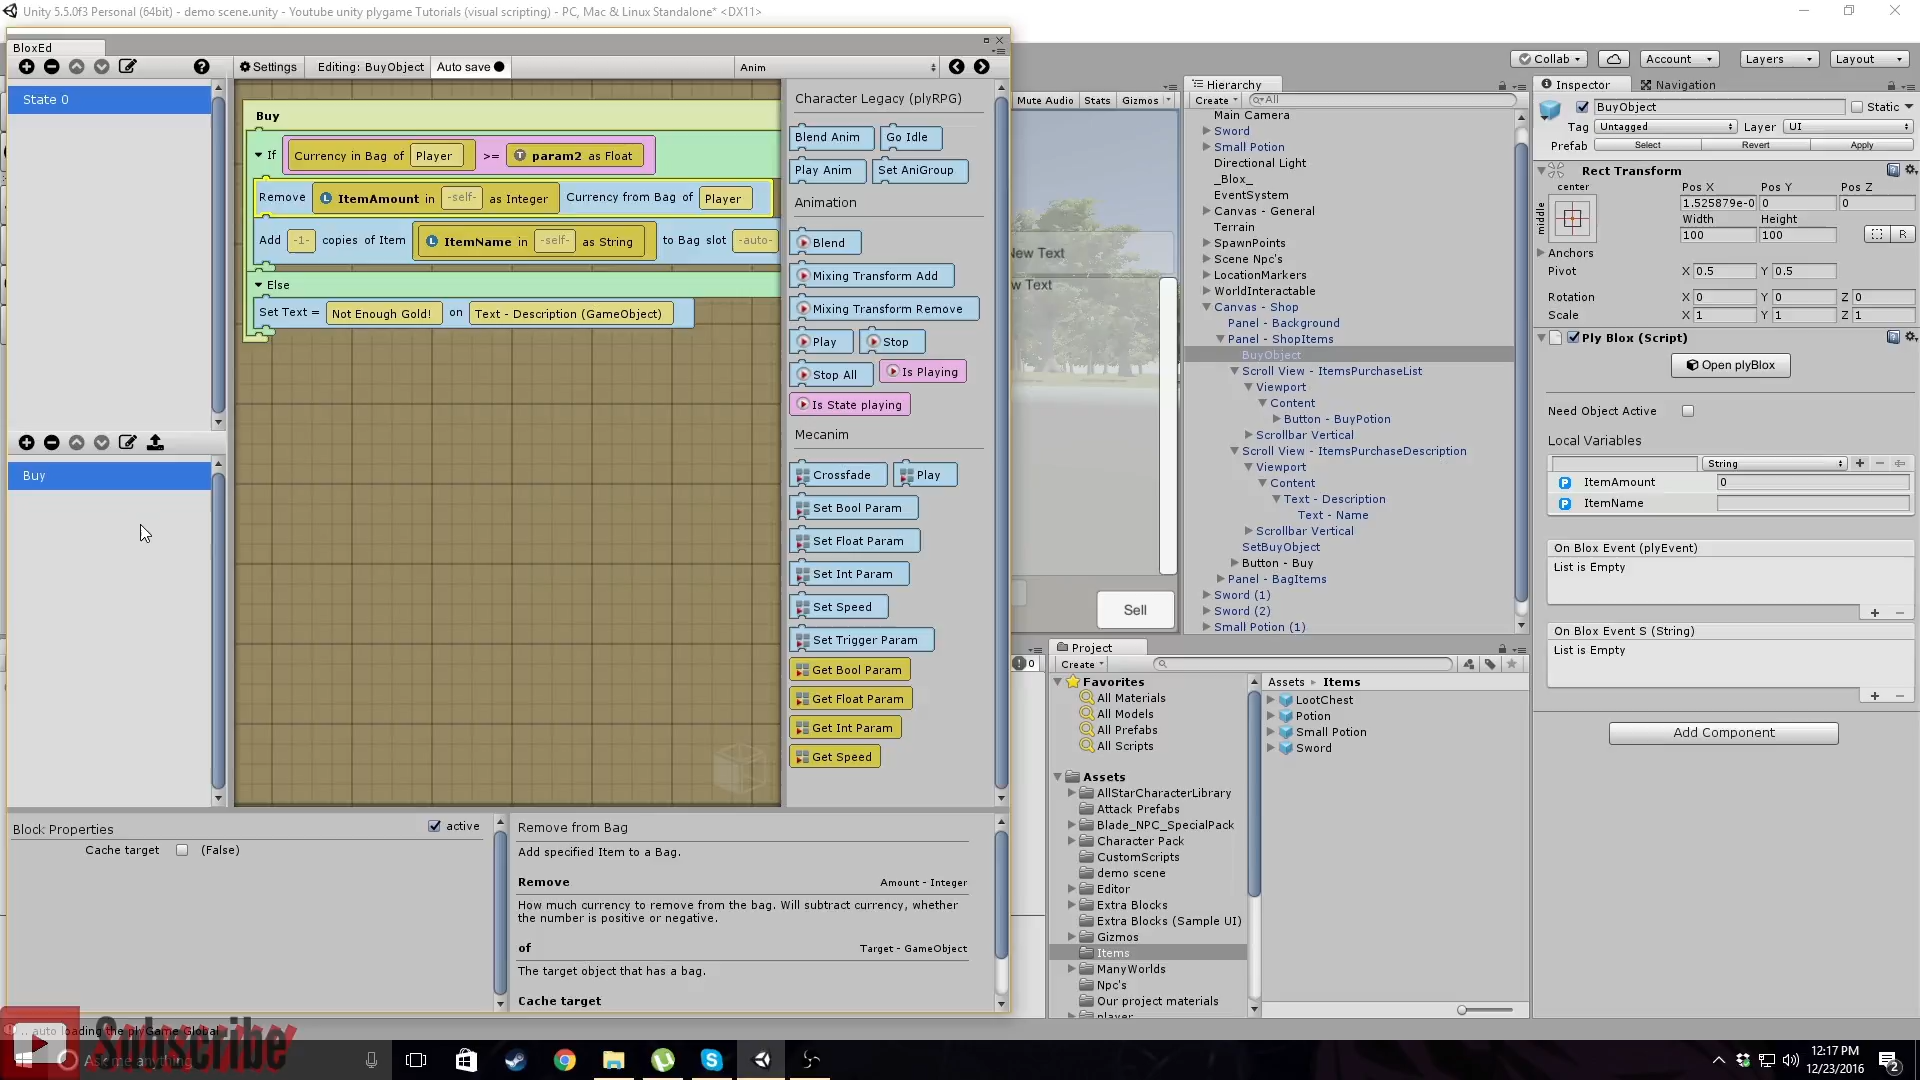 Unity 5.5.0f3 Personal (64bit) - demo scene.unity - Youtube unity plygame Tutorials (visual scripting) - PC, Mac & Linux Standalone* <DX11>
BloxEd
Settings
Editing: BuyObject
Auto save
Anim
State 0
Buy
Buy
If
Currency in Bag of
Player
>=
param2 as Float
Remove
ItemAmount in
-self-
as Integer
Currency from Bag of
Player
Add
-1-
copies of Item
ItemName in
-self-
as String
to Bag slot
-auto-
Else
Set Text =
Not Enough Gold!
on
Text - Description (GameObject)
Character Legacy (plyRPG)
Blend Anim
Go Idle
Play Anim
Set AniGroup
Animation
Blend
Mixing Transform Add
Mixing Transform Remove
Play
Stop
Stop All
Is Playing
Is State playing
Mecanim
Crossfade
Play
Set Bool Param
Set Float Param
Set Int Param
Set Speed
Set Trigger Param
Get Bool Param
Get Float Param
Get Int Param
Get Speed
Block Properties
active
Cache target
(False)
Remove from Bag
Add specified Item to a Bag.
Remove
Amount - Integer
How much currency to remove from the bag. Will subtract currency, whether
the number is positive or negative.
of
Target - GameObject
The target object that has a bag.
Cache target
Mute Audio
Stats
Gizmos
New Text
w Text
Sell
Collab
Account
Layers
Layout
Hierarchy
Create
All
Main Camera
Sword
Small Potion
Directional Light
_Blox_
EventSystem
Canvas - General
Terrain
SpawnPoints
Scene Npc's
LocationMarkers
WorldInteractable
Canvas - Shop
Panel - Background
Panel - ShopItems
BuyObject
Scroll View - ItemsPurchaseList
Viewport
Content
Button - BuyPotion
Scrollbar Vertical
Scroll View - ItemsPurchaseDescription
Viewport
Content
Text - Description
Text - Name
Scrollbar Vertical
SetBuyObject
Button - Buy
Panel - BagItems
Sword (1)
Sword (2)
Small Potion (1)
Project
Create
0
Favorites
All Materials
All Models
All Prefabs
All Scripts
Assets
AllStarCharacterLibrary
Attack Prefabs
Blade_NPC_SpecialPack
Character Pack
CustomScripts
demo scene
Editor
Extra Blocks
Extra Blocks (Sample UI)
Gizmos
Items
ManyWorlds
Npc's
Our project materials
player
Assets
Items
LootChest
Potion
Small Potion
Sword
Inspector
Navigation
BuyObject
Static
Tag
Untagged
Layer
UI
Prefab
Select
Revert
Apply
Rect Transform
center
middle
Pos X
Pos Y
Pos Z
1.525879e-0
0
0
Width
Height
100
100
R
Anchors
Pivot
X 0.5
Y 0.5
Rotation
X 0
Y 0
Z 0
Scale
X 1
Y 1
Z 1
Ply Blox (Script)
Open plyBlox
Need Object Active
Local Variables
String
ItemAmount
0
ItemName
On Blox Event (plyEvent)
List is Empty
On Blox Event S (String)
List is Empty
Add Component
.. auto loading the plyGame Global
Subscribe
Ask me anything
12:17 PM
12/23/2016
2